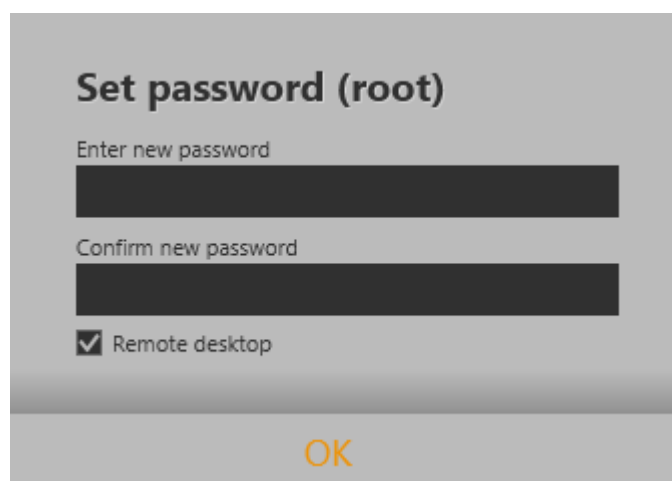 Set password (root)
Enter new password
Confirm new password
Remote desktop
OK